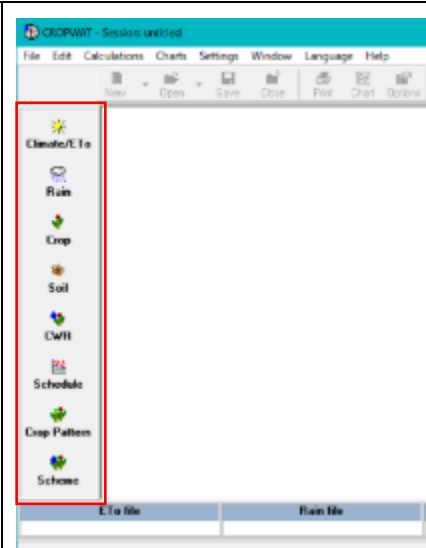 CROPWAT - Session: untitled
File Edit Calculations Charts Settings Window Language Help
New Open Save Close Print Chart Options
Climate/ETo
Rain
Crop
Soil
CWR
Schedule
Crop Pattern
Scheme
ETo file Rain file